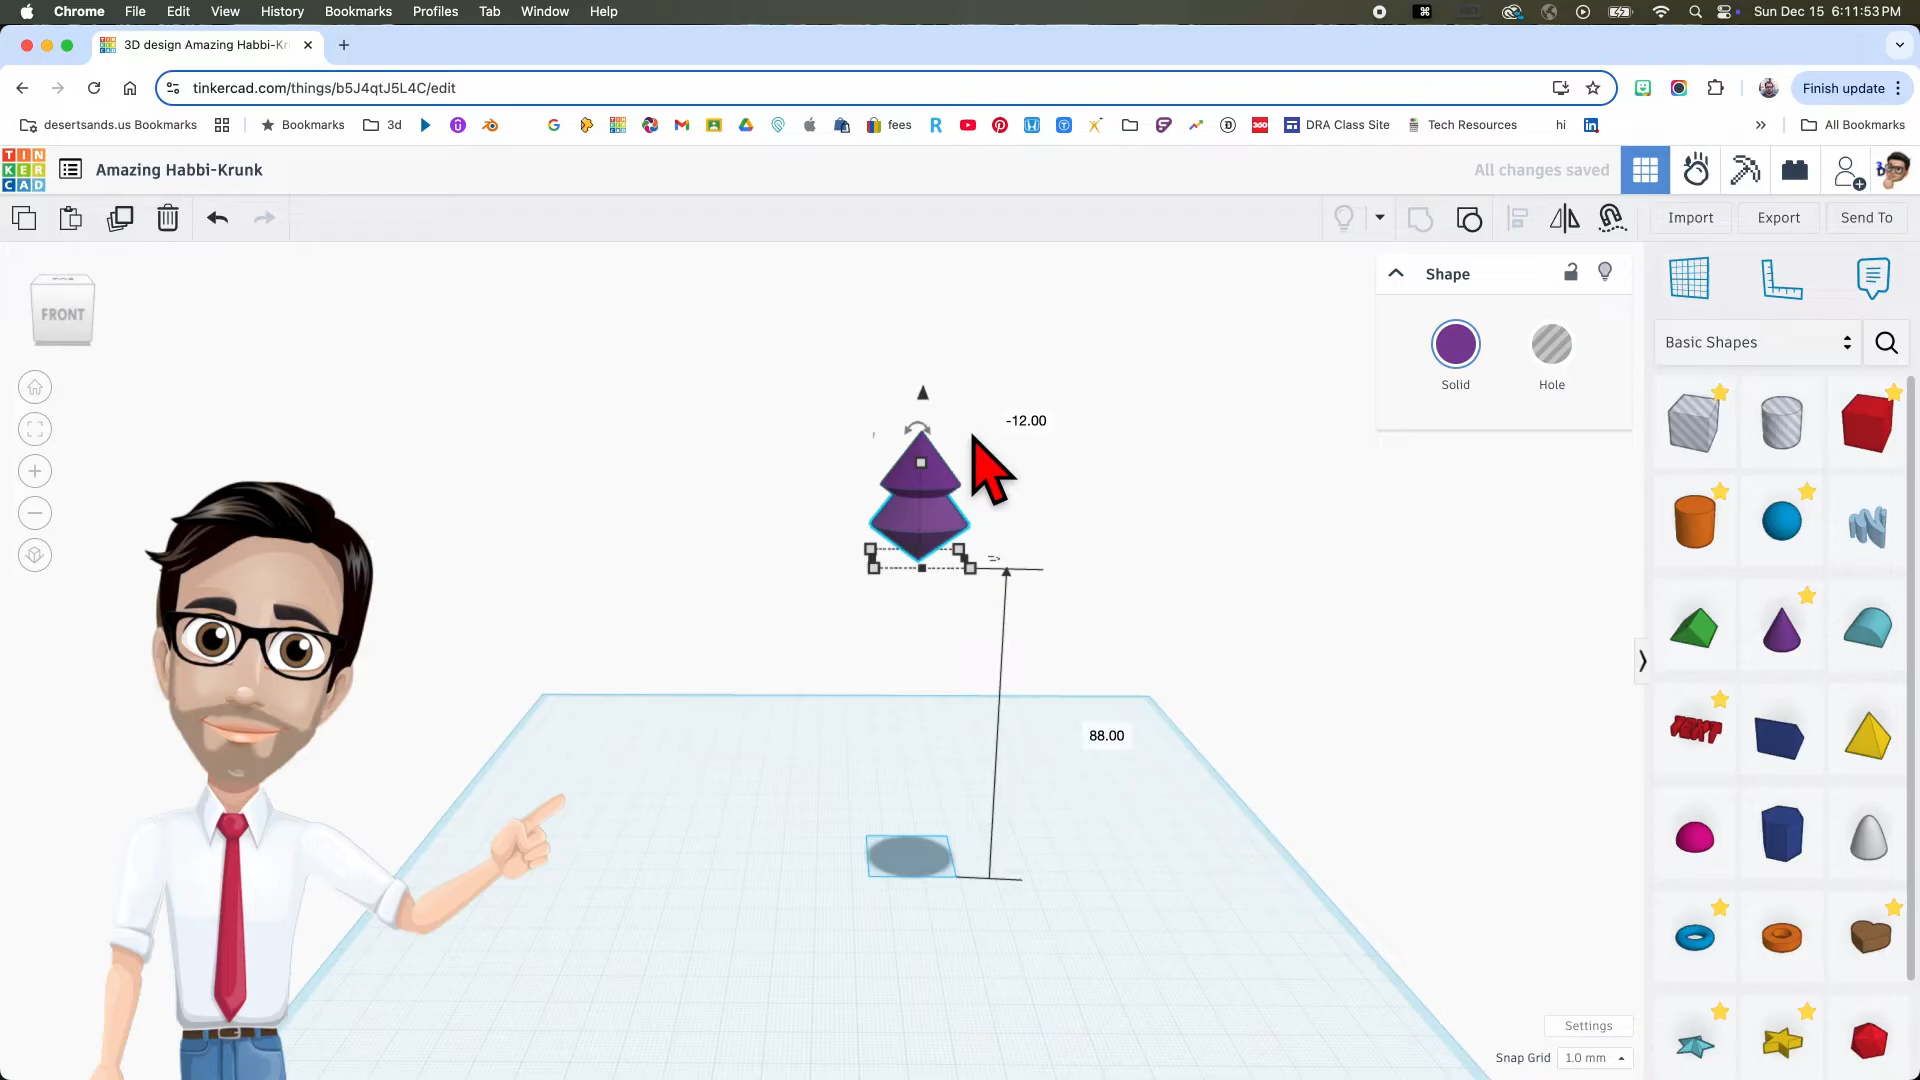 Chrome File Edit View History Bookmarks Profiles Tab Window Help Sun Dec 15 6:11:53 PM
3D design Amazing Habbi-Kr
tinkercad.com/things/b5J4qtJ5L4C/edit
Finish update
desertsands.us Bookmarks Bookmarks 3d fees DRA Class Site Tech Resources hi All Bookmarks
TIN
KER
CAD
Amazing Habbi-Krunk
All changes saved
Import Export Send To
TOP
FRONT
Shape
Solid Hole
Basic Shapes
-12.00
88.00
TEXT
Settings
Snap Grid 1.0 mm